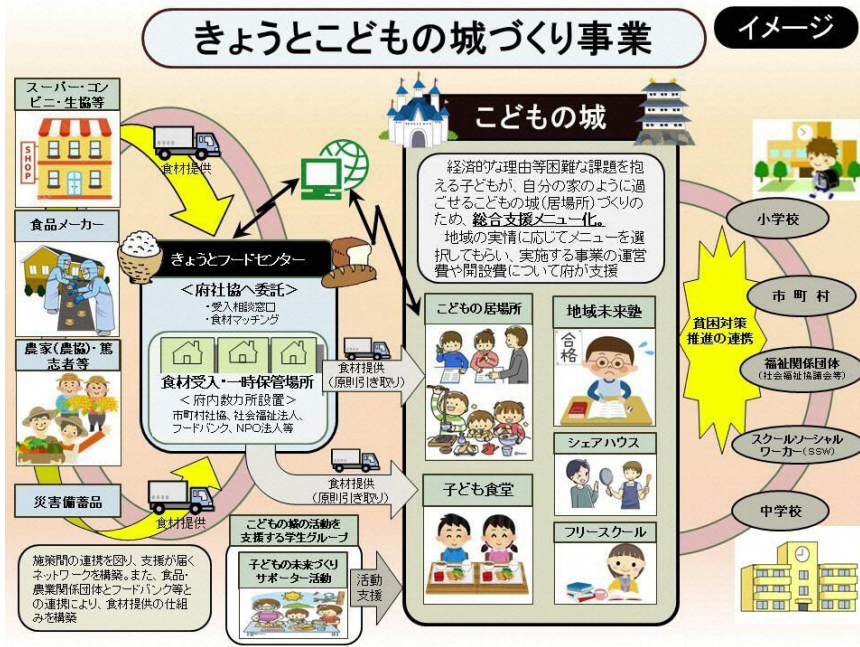 きょうとこどもの城づくり事業
イメージ
スーパー・コン
ビニ・生協等
SHOP
食材提供
食品メーカー
農家(農協)・篤
志者等
災害備蓄品
食材提供
きょうとフードセンター
<府社協へ委託>
・受入相談窓口
・食材マッチング
食材受入・一時保管場所
<府内数カ所設置>
市町村社協、社会福祉法人、
フードバンク、NPO法人等
食材提供
(原則引き取り)
食材提供
(原則引き取り)
こどもの城
経済的な理由等困難な課題を抱
える子どもが、自分の家のように過
ごせるこどもの城(居場所)づくりの
ため、総合支援メニュー化。
地域の実情に応じてメニューを選
択してもらい、実施する事業の運営
費や開設費について府が支援
こどもの居場所
地域未来塾
合格
シェアハウス
子ども食堂
フリースクール
貧困対策
推進の連携
小学校
市町村
福祉関係団体
(社会福祉協議会等)
スクールソーシャル
ワーカー(SSW)
中学校
施策間の連携を図り、支援が届く
ネットワークを構築。また、食品・
農業関係団体とフードバンク等と
の連携により、食材提供の仕組
みを構築
こどもの城の活動を
支援する学生グループ
子どもの未来づくり
サポーター活動
活動
支援